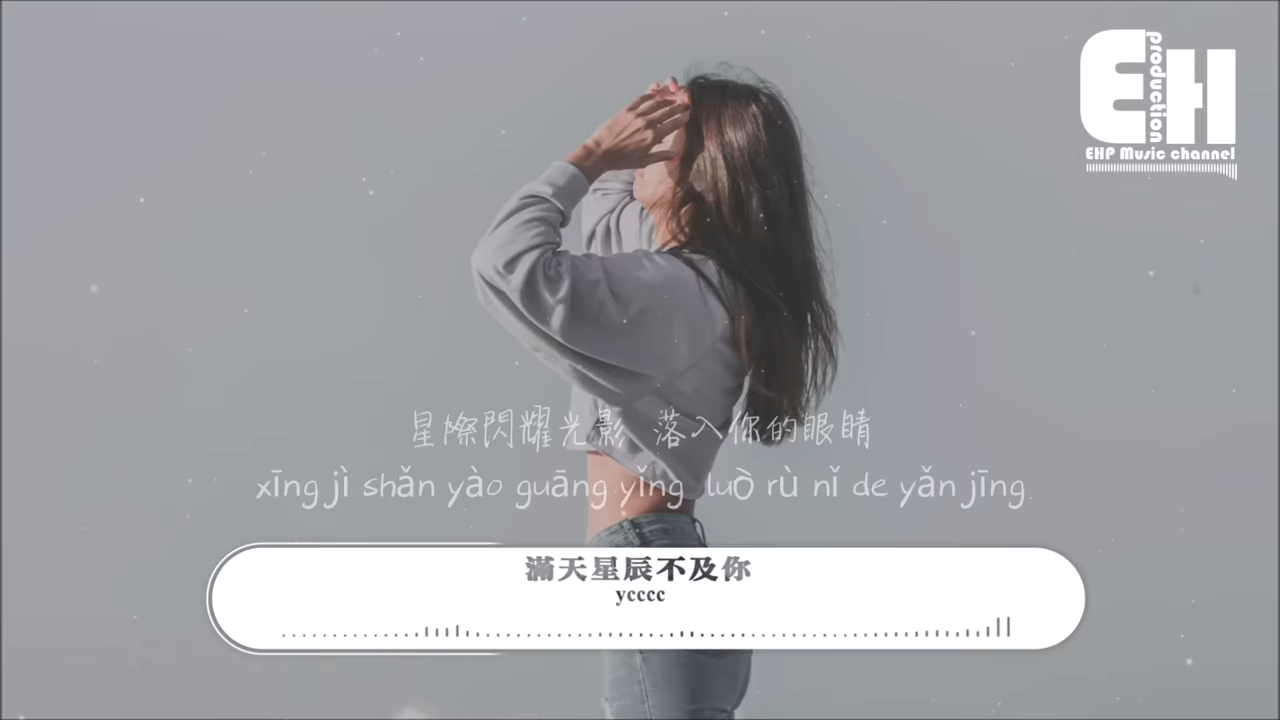 EH
production
EHP Music channel
星際閃耀光影 落入你的眼睛
xīng jì shǎn yào guāng yǐng luò rù nǐ de yǎn jīng
滿天星辰不及你
ycccc